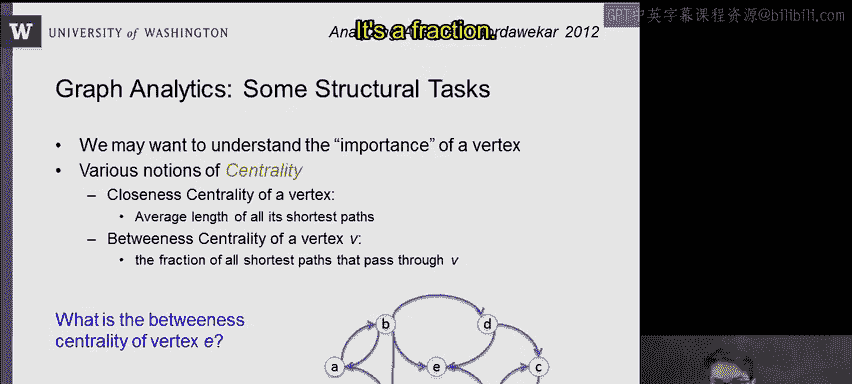 It's a fraction.
GPT中英字幕课程资源@bilibili.com
W UNIVERSITY of WASHINGTON
ordawekar 2012
Graph Analytics: Some Structural Tasks
• We may want to understand the “importance” of a vertex
• Various notions of Centrality
– Closeness Centrality of a vertex:
• Average length of all its shortest paths
– Betweeness Centrality of a vertex v:
• the fraction of all shortest paths that pass through v
What is the betweeness
centrality of vertex e?
b
d
a
e
c